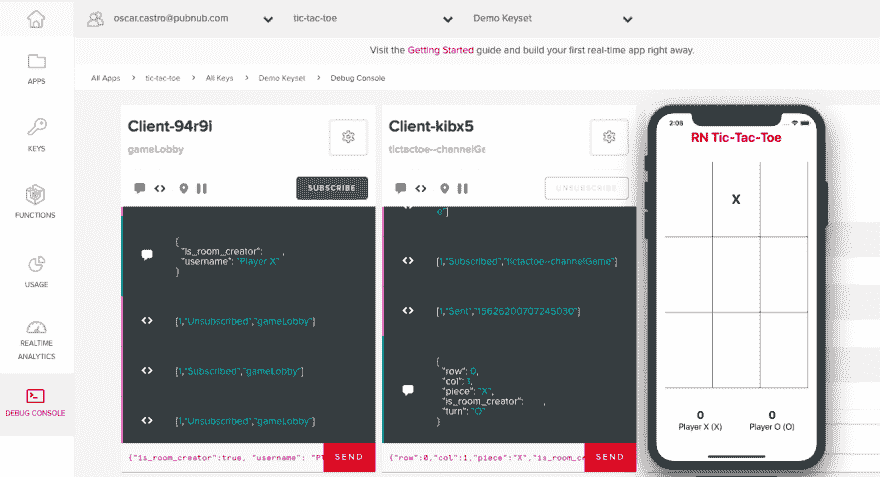 oscar.castro@pubnub.com
tic-tac-toe
Demo Keyset
Visit the Getting Started guide and build your first real-time app right away.
All Apps > tic-tac-toe > All Keys > Demo Keyset > Debug Console
APPS
KEYS
FUNCTIONS
USAGE
REALTIME
ANALYTICS
DEBUG CONSOLE
Client-94r9i
gameLobby
SUBSCRIBE
{
"is_room_creator": ,
"username": "Player X"
}
[1,"Unsubscribed","gameLobby"]
[1,"Subscribed","gameLobby"]
[1,"Unsubscribed","gameLobby"]
{"is_room_creator":true, "username": "Pl
SEND
Client-kibx5
tictactoe--channelGa
UNSUBSCRIBE
o"]
[1,"Subscribed","tictactoe--channelGame"]
[1,"Sent","15626200707245030"]
{
"row": 0,
"col": 1,
"piece": "X",
"is_room_creator": ,
"turn": "O"
}
{"row":0,"col":1,"piece":"X","is_room_cr
SEND
2:05
RN Tic-Tac-Toe
X
0
Player X (X)
0
Player O (O)